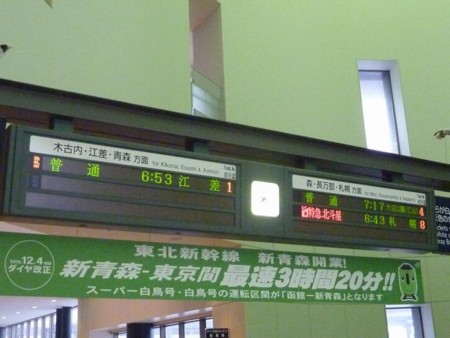 木古内・江差・青森 方面 for Kikonai, Esashi & Aomori
普 通 6:53 江 差 1
森・長万部・札幌 方面
普 通 7:17 4
特急北斗星 6:43 札 幌 8
12.4
ダイヤ改正
東北新幹線 新青森開業!
新青森-東京間 最速3時間20分!!
スーパー白鳥号・白鳥号の運転区間が「函館ー新青森」となります